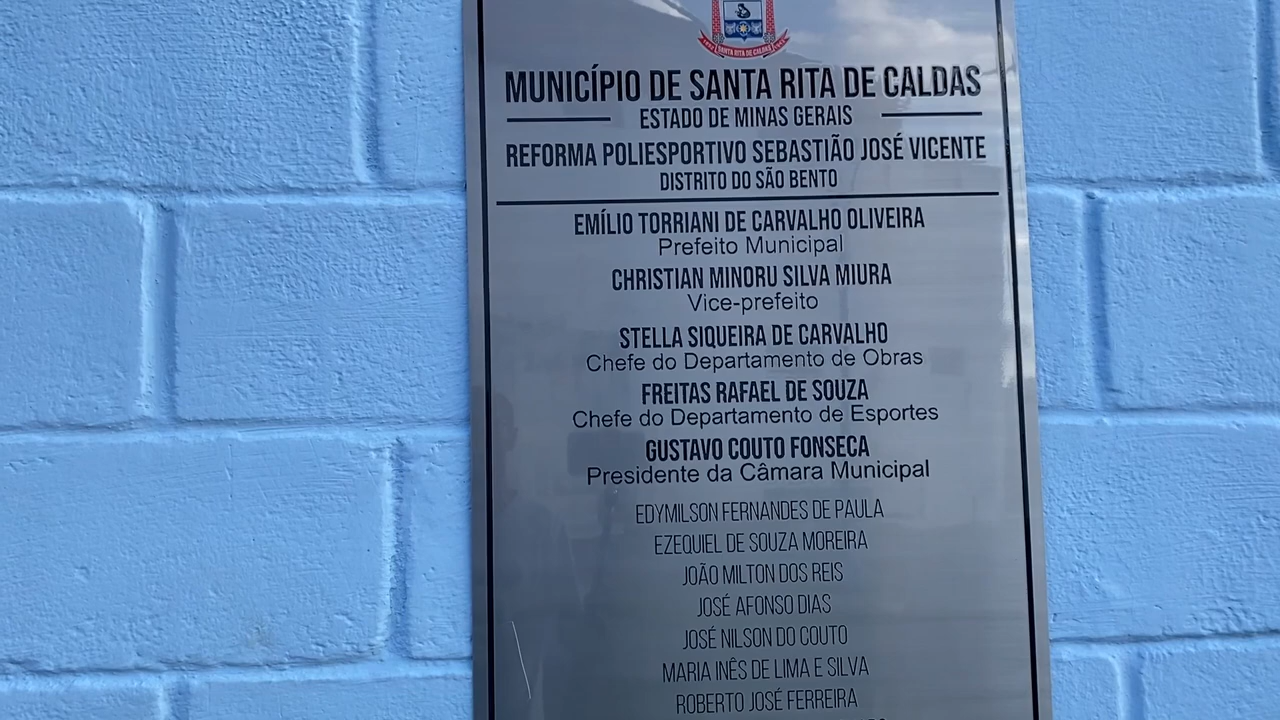 SANTA RITA DE CALDAS
MUNICÍPIO DE SANTA RITA DE CALDAS
ESTADO DE MINAS GERAIS
REFORMA POLIESPORTIVO SEBASTIÃO JOSÉ VICENTE
DISTRITO DO SÃO BENTO
EMÍLIO TORRIANI DE CARVALHO OLIVEIRA
Prefeito Municipal
CHRISTIAN MINORU SILVA MIURA
Vice-prefeito
STELLA SIQUEIRA DE CARVALHO
Chefe do Departamento de Obras
FREITAS RAFAEL DE SOUZA
Chefe do Departamento de Esportes
GUSTAVO COUTO FONSECA
Presidente da Câmara Municipal
EDYMILSON FERNANDES DE PAULA
EZEQUIEL DE SOUZA MOREIRA
JOÃO MILTON DOS REIS
JOSÉ AFONSO DIAS
JOSÉ NILSON DO COUTO
MARIA INÊS DE LIMA E SILVA
ROBERTO JOSÉ FERREIRA